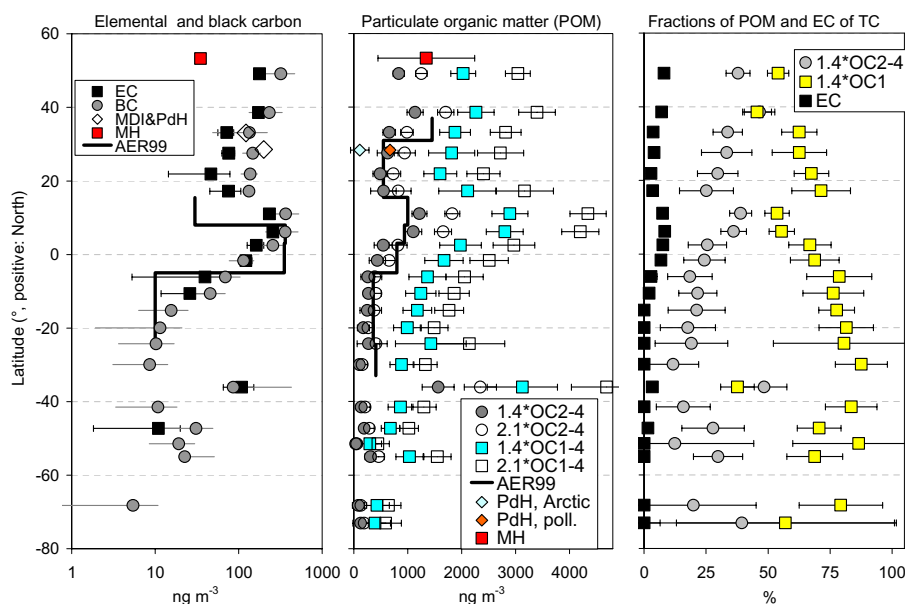 Elemental and black carbon
Particulate organic matter (POM)
Fractions of POM and EC of TC
Latitude (°, positive: North)
60
40
20
0
-20
-40
-60
-80
EC
BC
MDI&PdH
MH
AER99
1 10 100 1000
ng m-3
1.4*OC2-4
2.1*OC2-4
1.4*OC1-4
2.1*OC1-4
AER99
PdH, Arctic
PdH, poll.
MH
0 1000 2000 3000 4000
ng m-3
1.4*OC2-4
1.4*OC1
EC
0 25 50 75 100
%